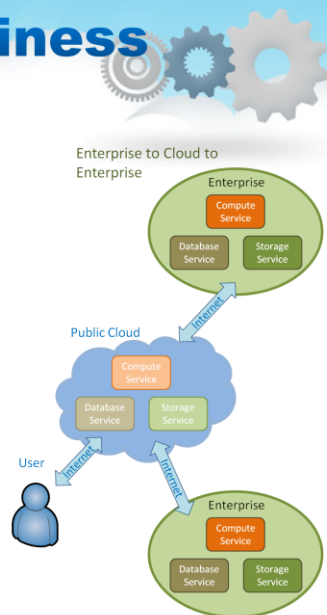 iness
Enterprise to Cloud to
Enterprise
Enterprise
Compute
Service
Database
Service
Storage
Service
Internet
Public Cloud
Compute
Service
Database
Service
Storage
Service
User
Internet
Internet
Enterprise
Compute
Service
Database
Service
Storage
Service